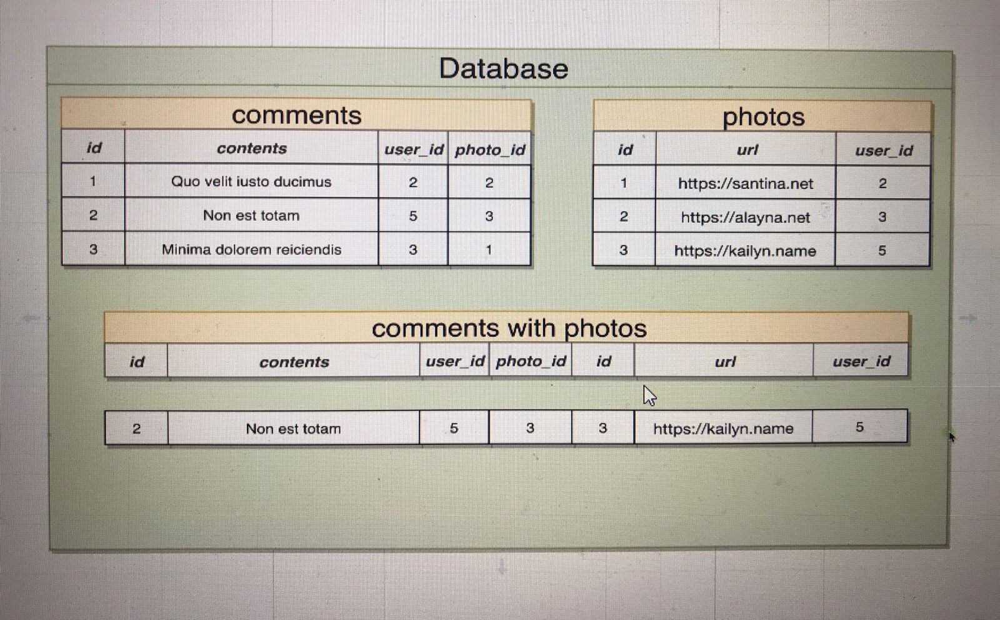 Database
comments
id contents user_id photo_id
1 Quo velit iusto ducimus 2 2
2 Non est totam 5 3
3 Minima dolorem reiciendis 3 1
photos
id url user_id
1 https://santina.net 2
2 https://alayna.net 3
3 https://kailyn.name 5
comments with photos
id contents user_id photo_id id url user_id
2 Non est totam 5 3 3 https://kailyn.name 5